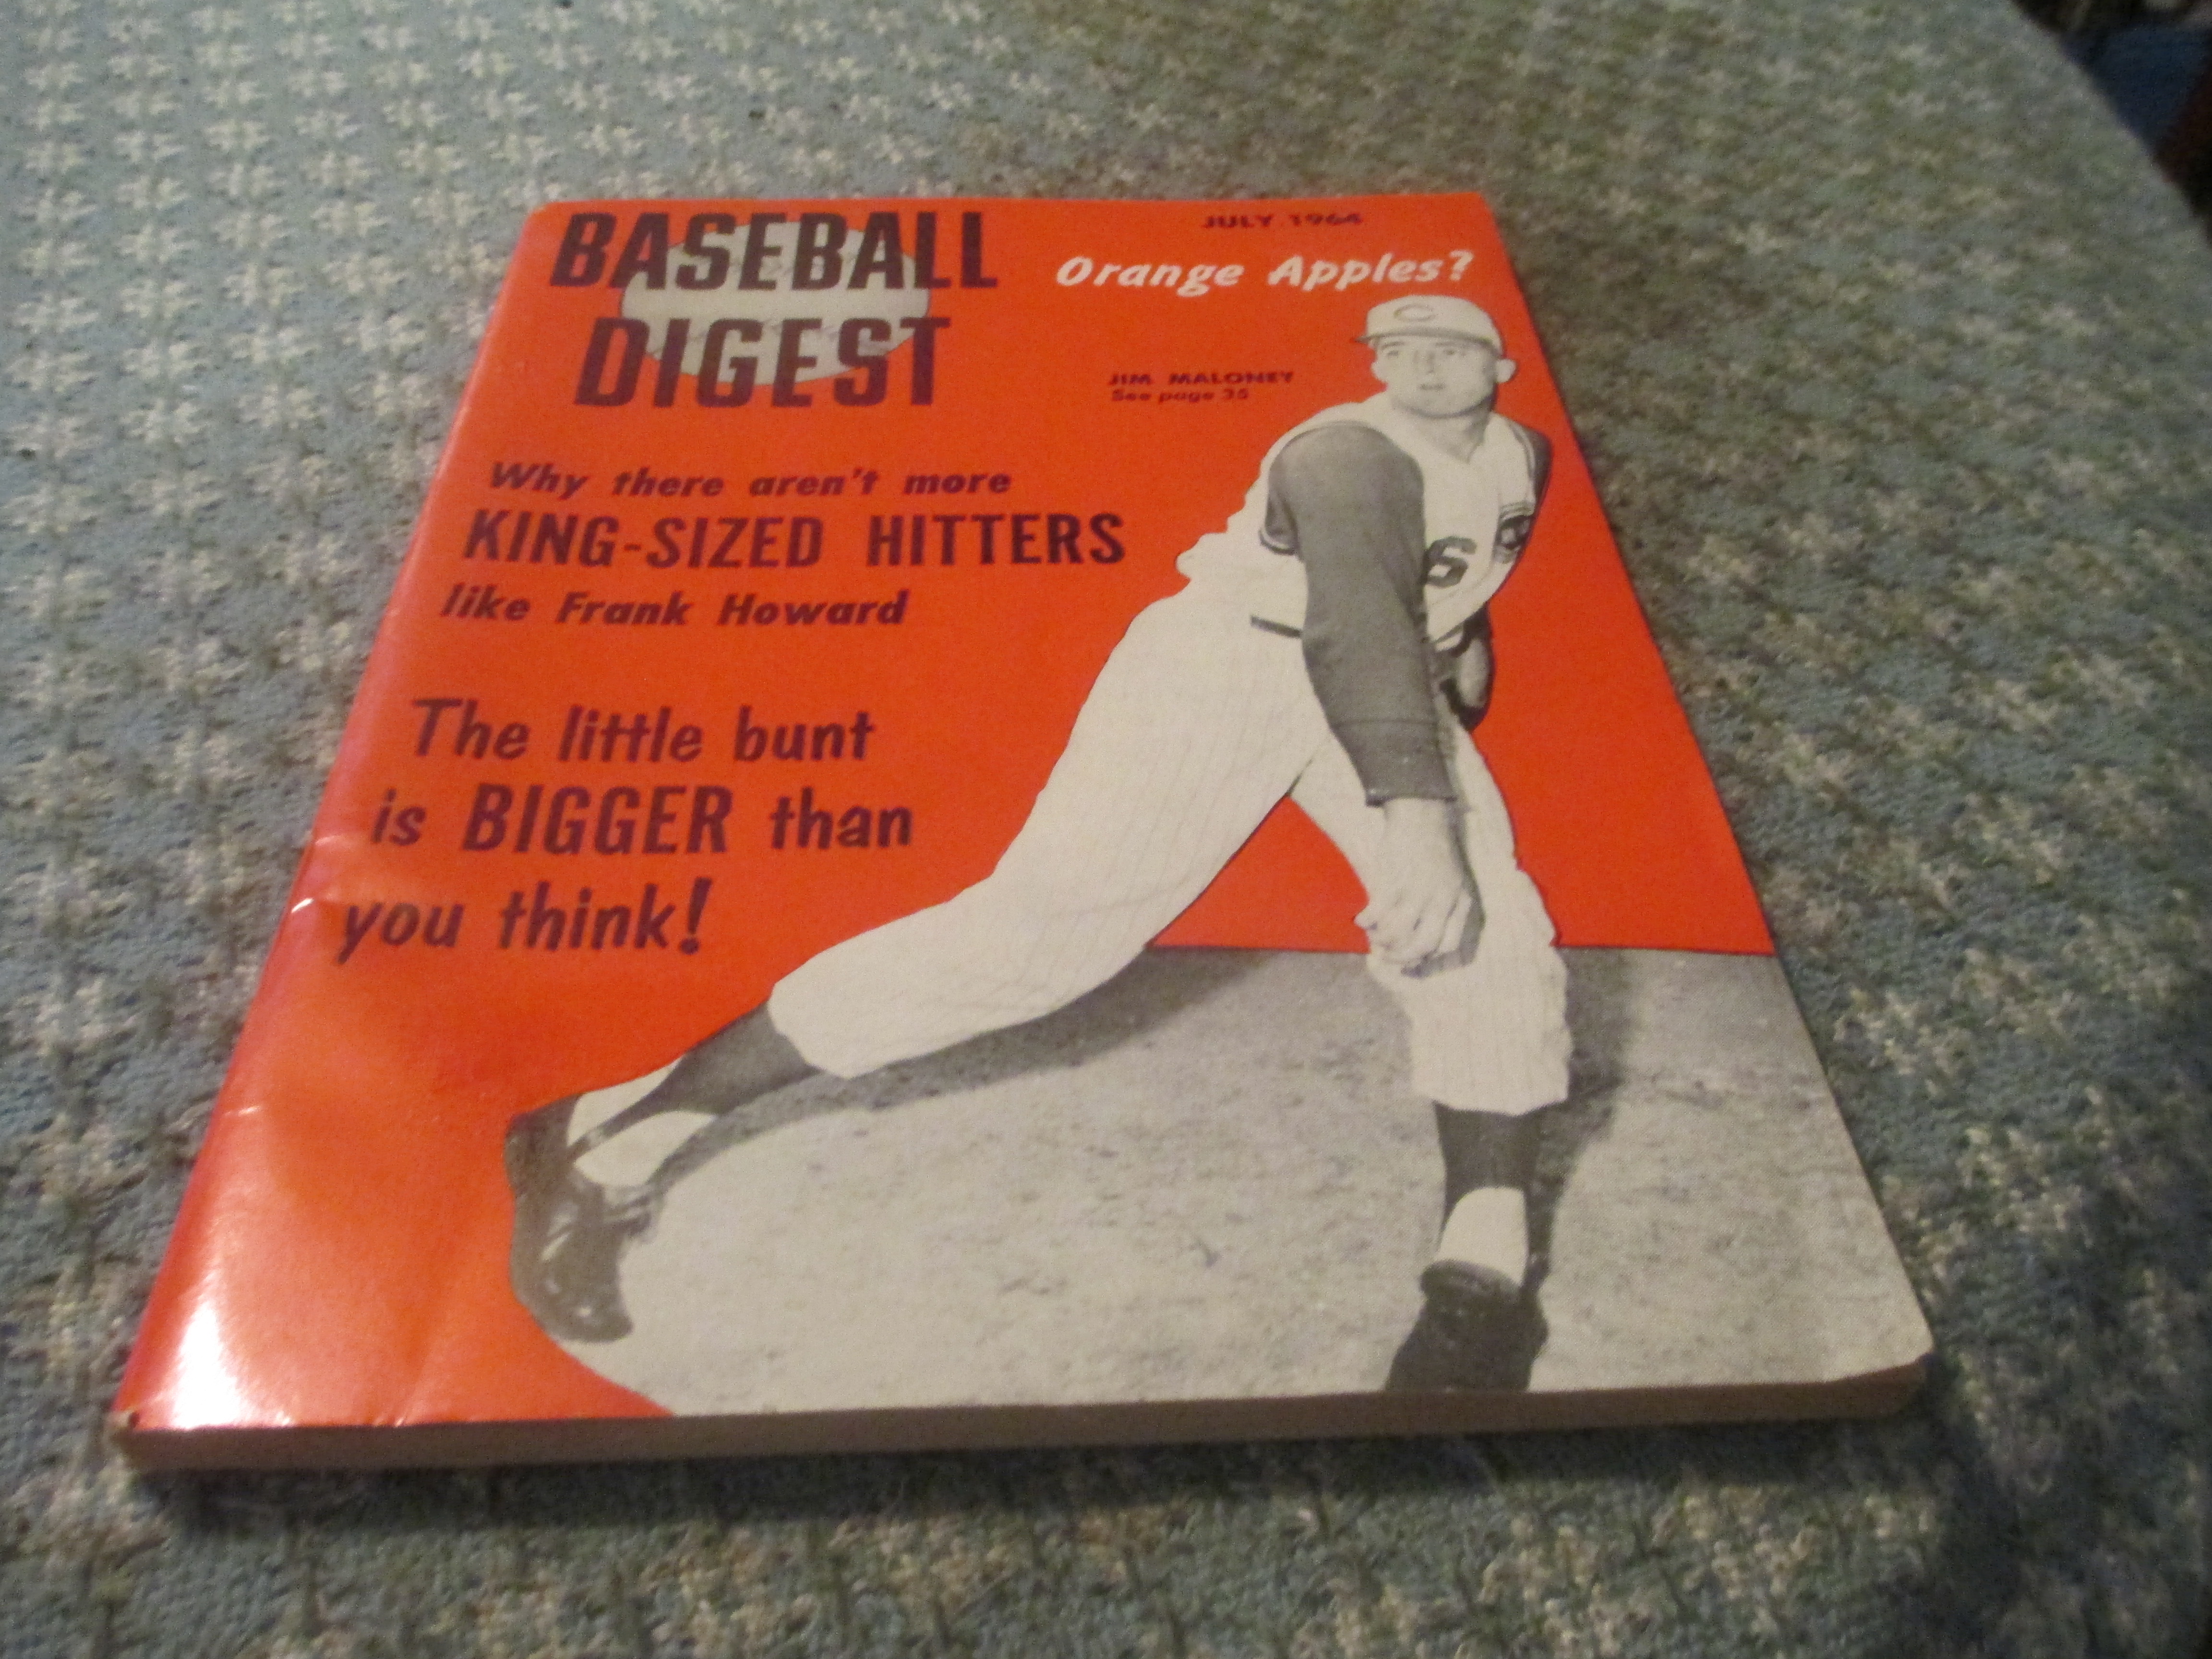 BASEBALL
DIGEST
JULY 1964
Orange Apples?
JIM MALONEY
See page 35
Why there aren't more
KING-SIZED HITTERS
like Frank Howard
The little bunt
is BIGGER than
you think!
C
6